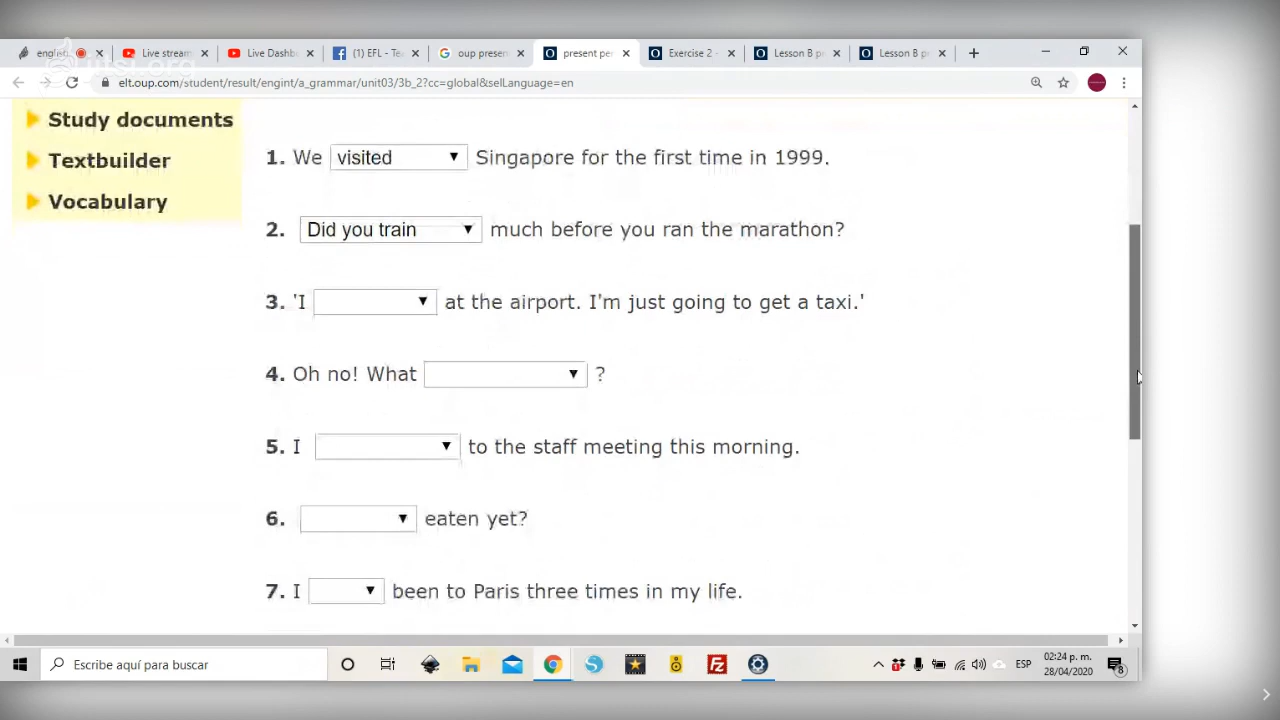 englesh
Live stream
Live Dashb
(1) EFL - Te
oup presen
present pe
Exercise 2 -
Lesson B p
Lesson B p
utsi.org
elt.oup.com/student/result/engint/a_grammar/unit03/3b_2?cc=global&selLanguage=en
Study documents
Textbuilder
Vocabulary
1. We visited Singapore for the first time in 1999.
2. Did you train much before you ran the marathon?
3. 'I at the airport. I'm just going to get a taxi.'
4. Oh no! What ?
5. I to the staff meeting this morning.
6. eaten yet?
7. I been to Paris three times in my life.
Escribe aquí para buscar
ESP
02:24 p. m.
28/04/2020
8